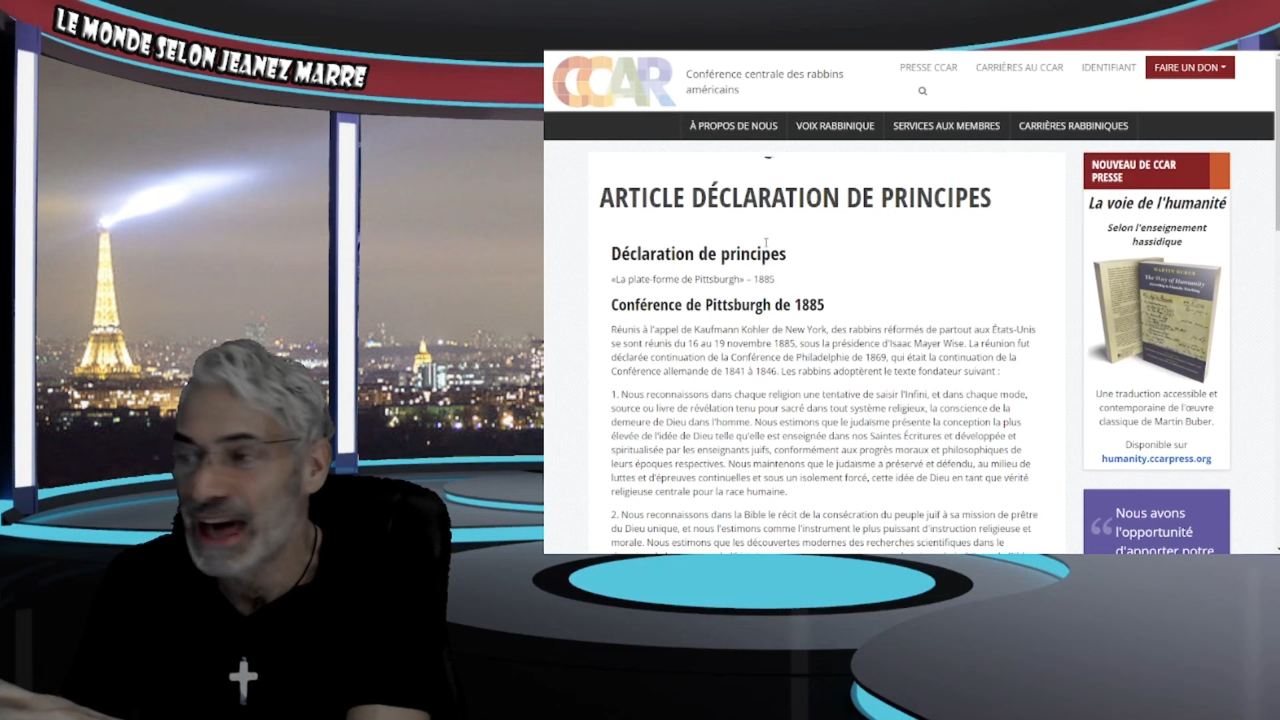 LE MONDE SELON JEANEZ MARRE
CCAR
Conférence centrale des rabbins
américains
PRESSE CCAR
CARRIÈRES AU CCAR
IDENTIFIANT
FAIRE UN DON
À PROPOS DE NOUS
VOIX RABBINIQUE
SERVICES AUX MEMBRES
CARRIÈRES RABBINIQUES
ARTICLE DÉCLARATION DE PRINCIPES
Déclaration de principes
«La plate-forme de Pittsburgh» – 1885
Conférence de Pittsburgh de 1885
Réunis à l'appel de Kaufmann Kohler de New York, des rabbins réformés de partout aux États-Unis
se sont réunis du 16 au 19 novembre 1885, sous la présidence d'Isaac Mayer Wise. La réunion fut
déclarée continuation de la Conférence de Philadelphie de 1869, qui était la continuation de la
Conférence allemande de 1841 à 1846. Les rabbins adoptèrent le texte fondateur suivant :
1. Nous reconnaissons dans chaque religion une tentative de saisir l'Infini, et dans chaque mode,
source ou livre de révélation tenu pour sacré dans tout système religieux, la conscience de la
demeure de Dieu dans l'homme. Nous estimons que le judaïsme présente la conception la plus
élevée de l'idée de Dieu telle qu'elle est enseignée dans nos Saintes Écritures et développée et
spiritualisée par les enseignants juifs, conformément aux progrès moraux et philosophiques de
leurs époques respectives. Nous maintenons que le judaïsme a préservé et défendu, au milieu de
luttes et d'épreuves continuelles et sous un isolement forcé, cette idée de Dieu en tant que vérité
religieuse centrale pour la race humaine.
2. Nous reconnaissons dans la Bible le récit de la consécration du peuple juif à sa mission de prêtre
du Dieu unique, et nous l'estimons comme l'instrument le plus puissant d'instruction religieuse et
morale. Nous estimons que les découvertes modernes des recherches scientifiques dans le
NOUVEAU DE CCAR
PRESSE
La voie de l'humanité
Selon l'enseignement
hassidique
MARTIN BUBER
The Way of Humanity
Une traduction accessible et
contemporaine de l'œuvre
classique de Martin Buber.
Disponible sur
humanity.ccarpress.org
“ Nous avons
l'opportunité
d'apporter notre